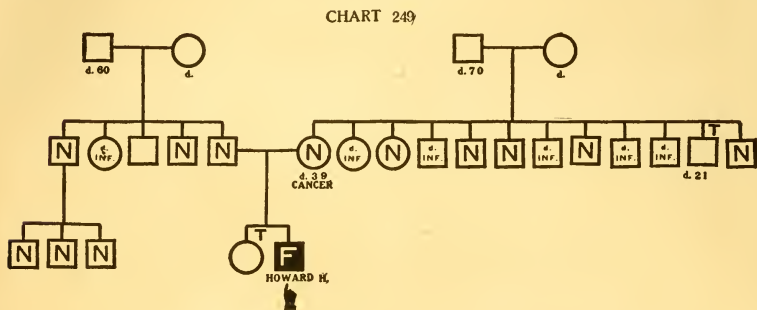 CHART 249
d. 60 d. d. 70 d.
T
N d. INF. N N N d. INF N d. INF. N N d. INF. N d. INF. d. INF. N
d. 39 d. 21
CANCER
T
N N N F
HOWARD H,